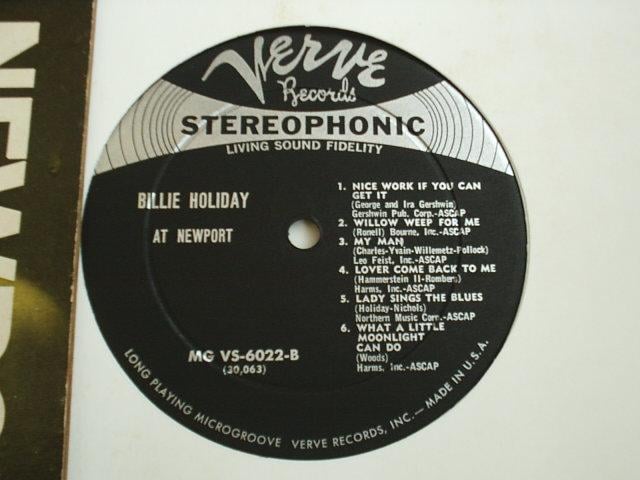 Verve
Records
STEREOPHONIC
LIVING SOUND FIDELITY
BILLIE HOLIDAY
AT NEWPORT
1. NICE WORK IF YOU CAN
GET IT
(George and Ira Gershwin)
Gershwin Pub. Corp.-ASCAP
2. WILLOW WEEP FOR ME
(Ronell) Bourne, Inc.-ASCAP
3. MY MAN
(Charles-Yvain-Willemetz-Pollock)
Leo Feist, Inc.-ASCAP
4. LOVER COME BACK TO ME
(Hammerstein II-Romberg)
Harms, Inc.-ASCAP
5. LADY SINGS THE BLUES
(Holiday-Nichols)
Northern Music Corp.-ASCAP
6. WHAT A LITTLE
MOONLIGHT
CAN DO
(Woods)
Harms, Inc.-ASCAP
MG VS-6022-B
(30,063)
LONG PLAYING MICROGROOVE VERVE RECORDS, INC.— MADE IN U.S.A.